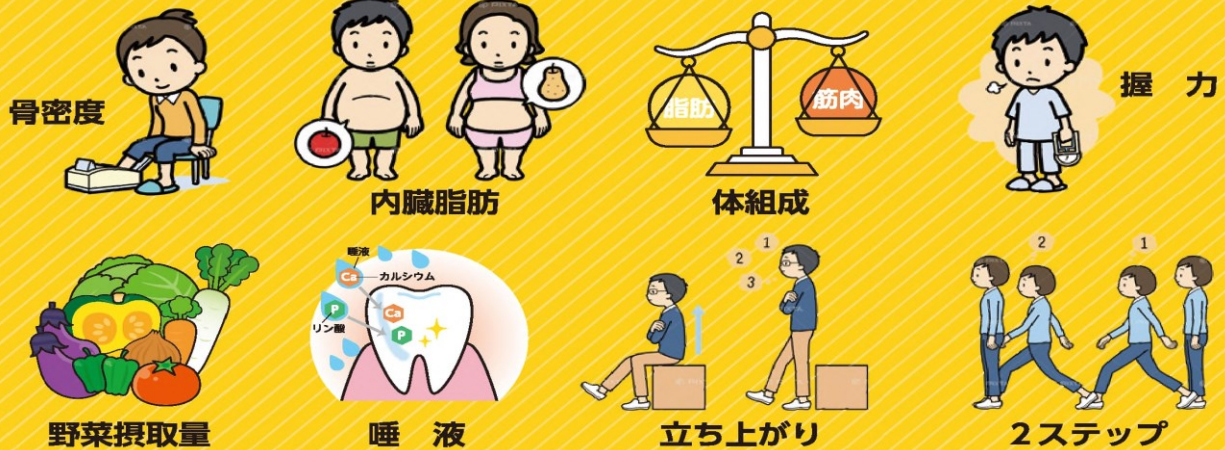 骨密度
内臓脂肪
脂肪
筋肉
体組成
握 力
野菜摂取量
唾液
Ca
カルシウム
P
リン酸
Ca
P
唾 液
1
2
3
立ち上がり
2
1
2ステップ